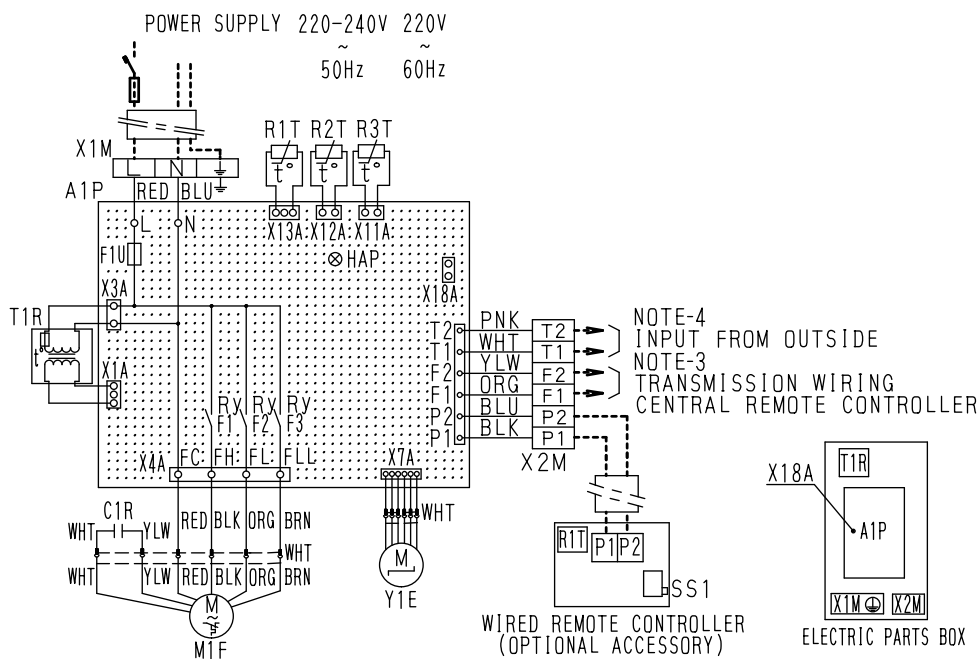 POWER SUPPLY 220-240V 220V
~ ~
50Hz 60Hz
X1M
L N
R1T R2T R3T
t° t° t°
A1P RED BLU
L N
X13A X12A X11A
F1U
HAP
X18A
X3A
T1R
t°
X1A
T2 PNK T2
T1 WHT T1
F2 YLW F2
F1 ORG F1
P2 BLU P2
P1 BLK P1
X2M
NOTE-4
INPUT FROM OUTSIDE
NOTE-3
TRANSMISSION WIRING
CENTRAL REMOTE CONTROLLER
Ry Ry Ry
F1 F2 F3
X4A FC FH FL FLL
X7A
C1R
WHT YLW RED BLK ORG BRN
WHT
WHT
WHT YLW RED BLK ORG BRN
M
~
M1F
M
Y1E
R1T P1 P2
SS1
WIRED REMOTE CONTROLLER
(OPTIONAL ACCESSORY)
X18A
T1R
A1P
X1M X2M
ELECTRIC PARTS BOX